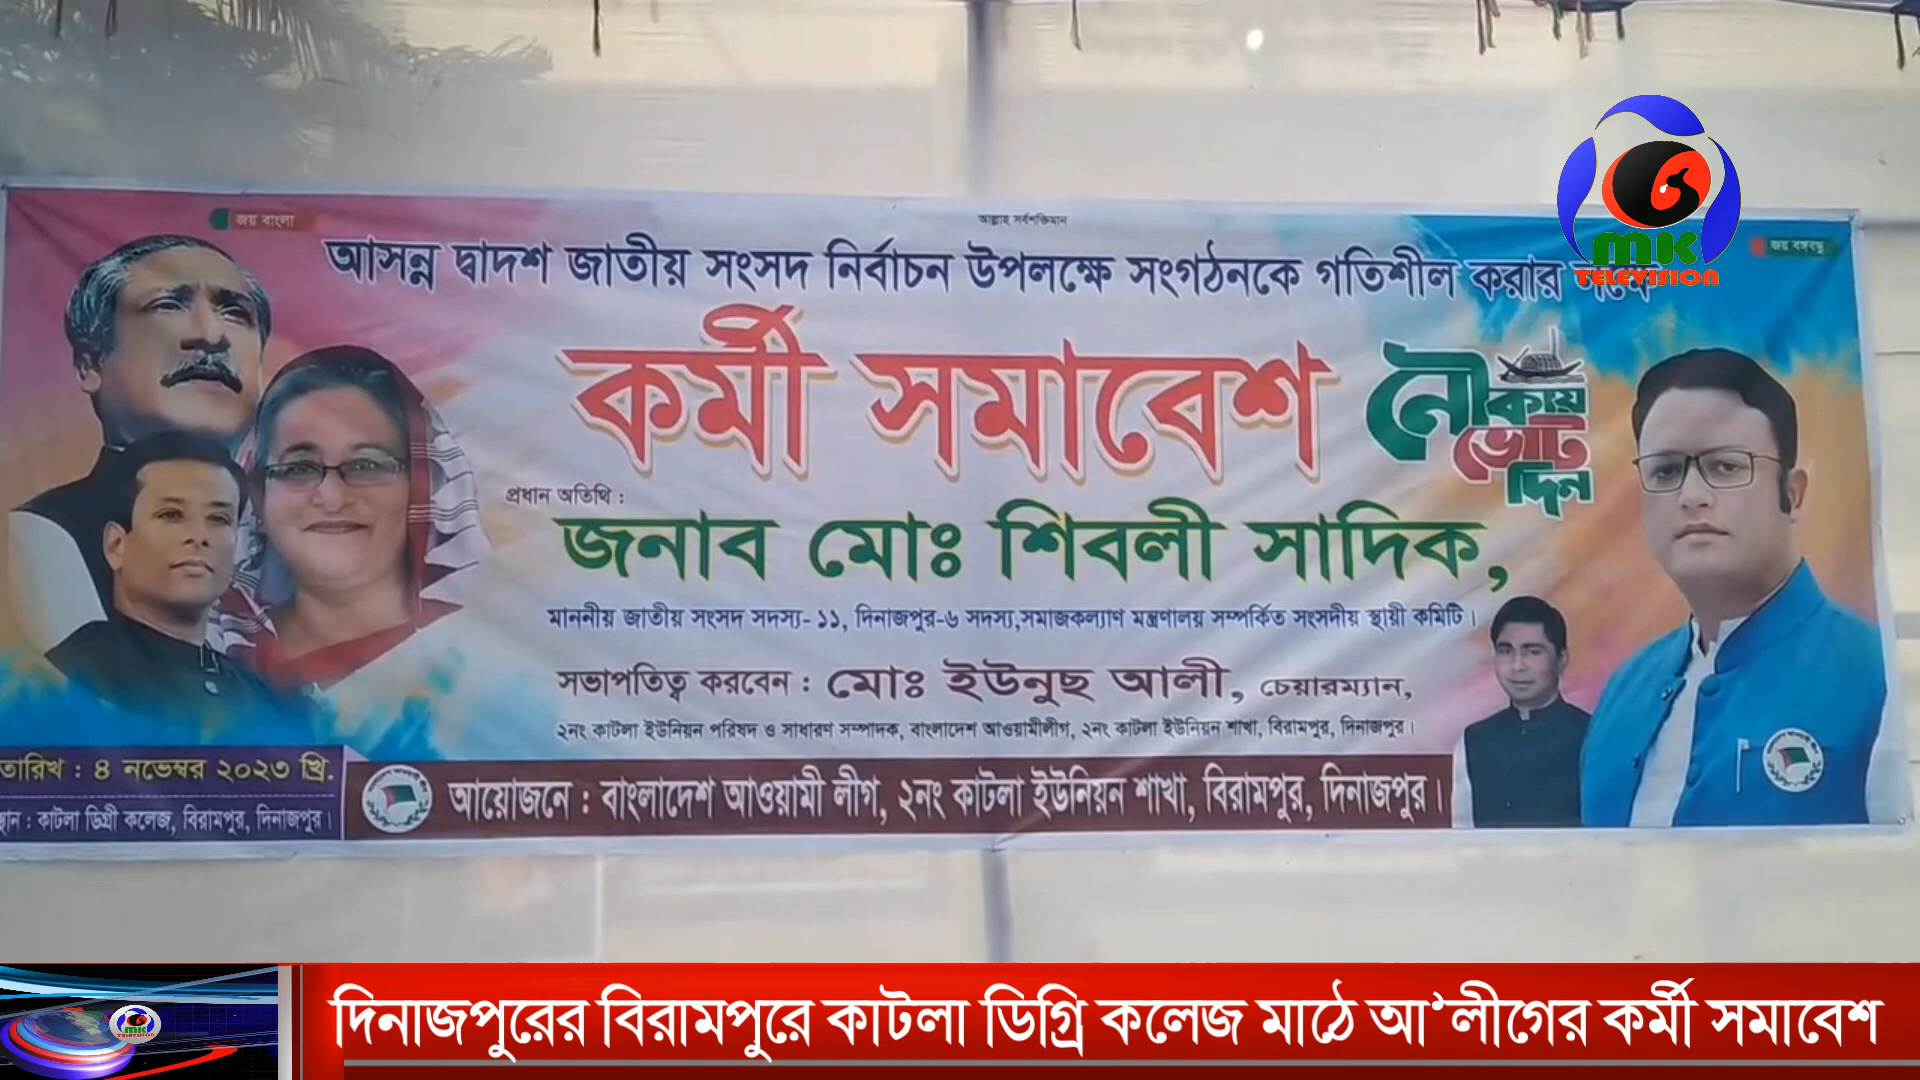 জয় বাংলা
আল্লাহ সর্বশক্তিমান
জয় বঙ্গবন্ধু
আসন্ন দ্বাদশ জাতীয় সংসদ নির্বাচন উপলক্ষে সংগঠনকে গতিশীল করার
MK
TELEVISION
কর্মী সমাবেশ
নৌকায়
ভোট
দিন
প্রধান অতিথি :
জনাব মোঃ শিবলী সাদিক,
মাননীয় জাতীয় সংসদ সদস্য- ১১, দিনাজপুর-৬ সদস্য,সমাজকল্যাণ মন্ত্রণালয় সম্পর্কিত সংসদীয় স্থায়ী কমিটি।
সভাপতিত্ব করবেন : মোঃ ইউনুছ আলী, চেয়ারম্যান,
২নং কাটলা ইউনিয়ন পরিষদ ও সাধারণ সম্পাদক, বাংলাদেশ আওয়ামীলীগ, ২নং কাটলা ইউনিয়ন শাখা, বিরামপুর, দিনাজপুর।
তারিখ : ৪ নভেম্বর ২০২৩ খ্রি.
স্থান : কাটলা ডিগ্রী কলেজ, বিরামপুর, দিনাজপুর।
আয়োজনে : বাংলাদেশ আওয়ামী লীগ, ২নং কাটলা ইউনিয়ন শাখা, বিরামপুর, দিনাজপুর।
MK
TELEVISION
দিনাজপুরের বিরামপুরে কাটলা ডিগ্রি কলেজ মাঠে আ'লীগের কর্মী সমাবেশ